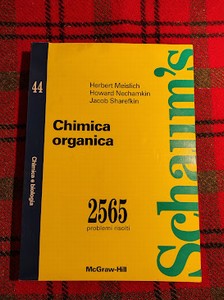 44
Chimica e biologia
Herbert Meislich
Howard Nechamkin
Jacob Sharefkin
Chimica
organica
2565
problemi risolti
McGraw-Hill
Schaum's